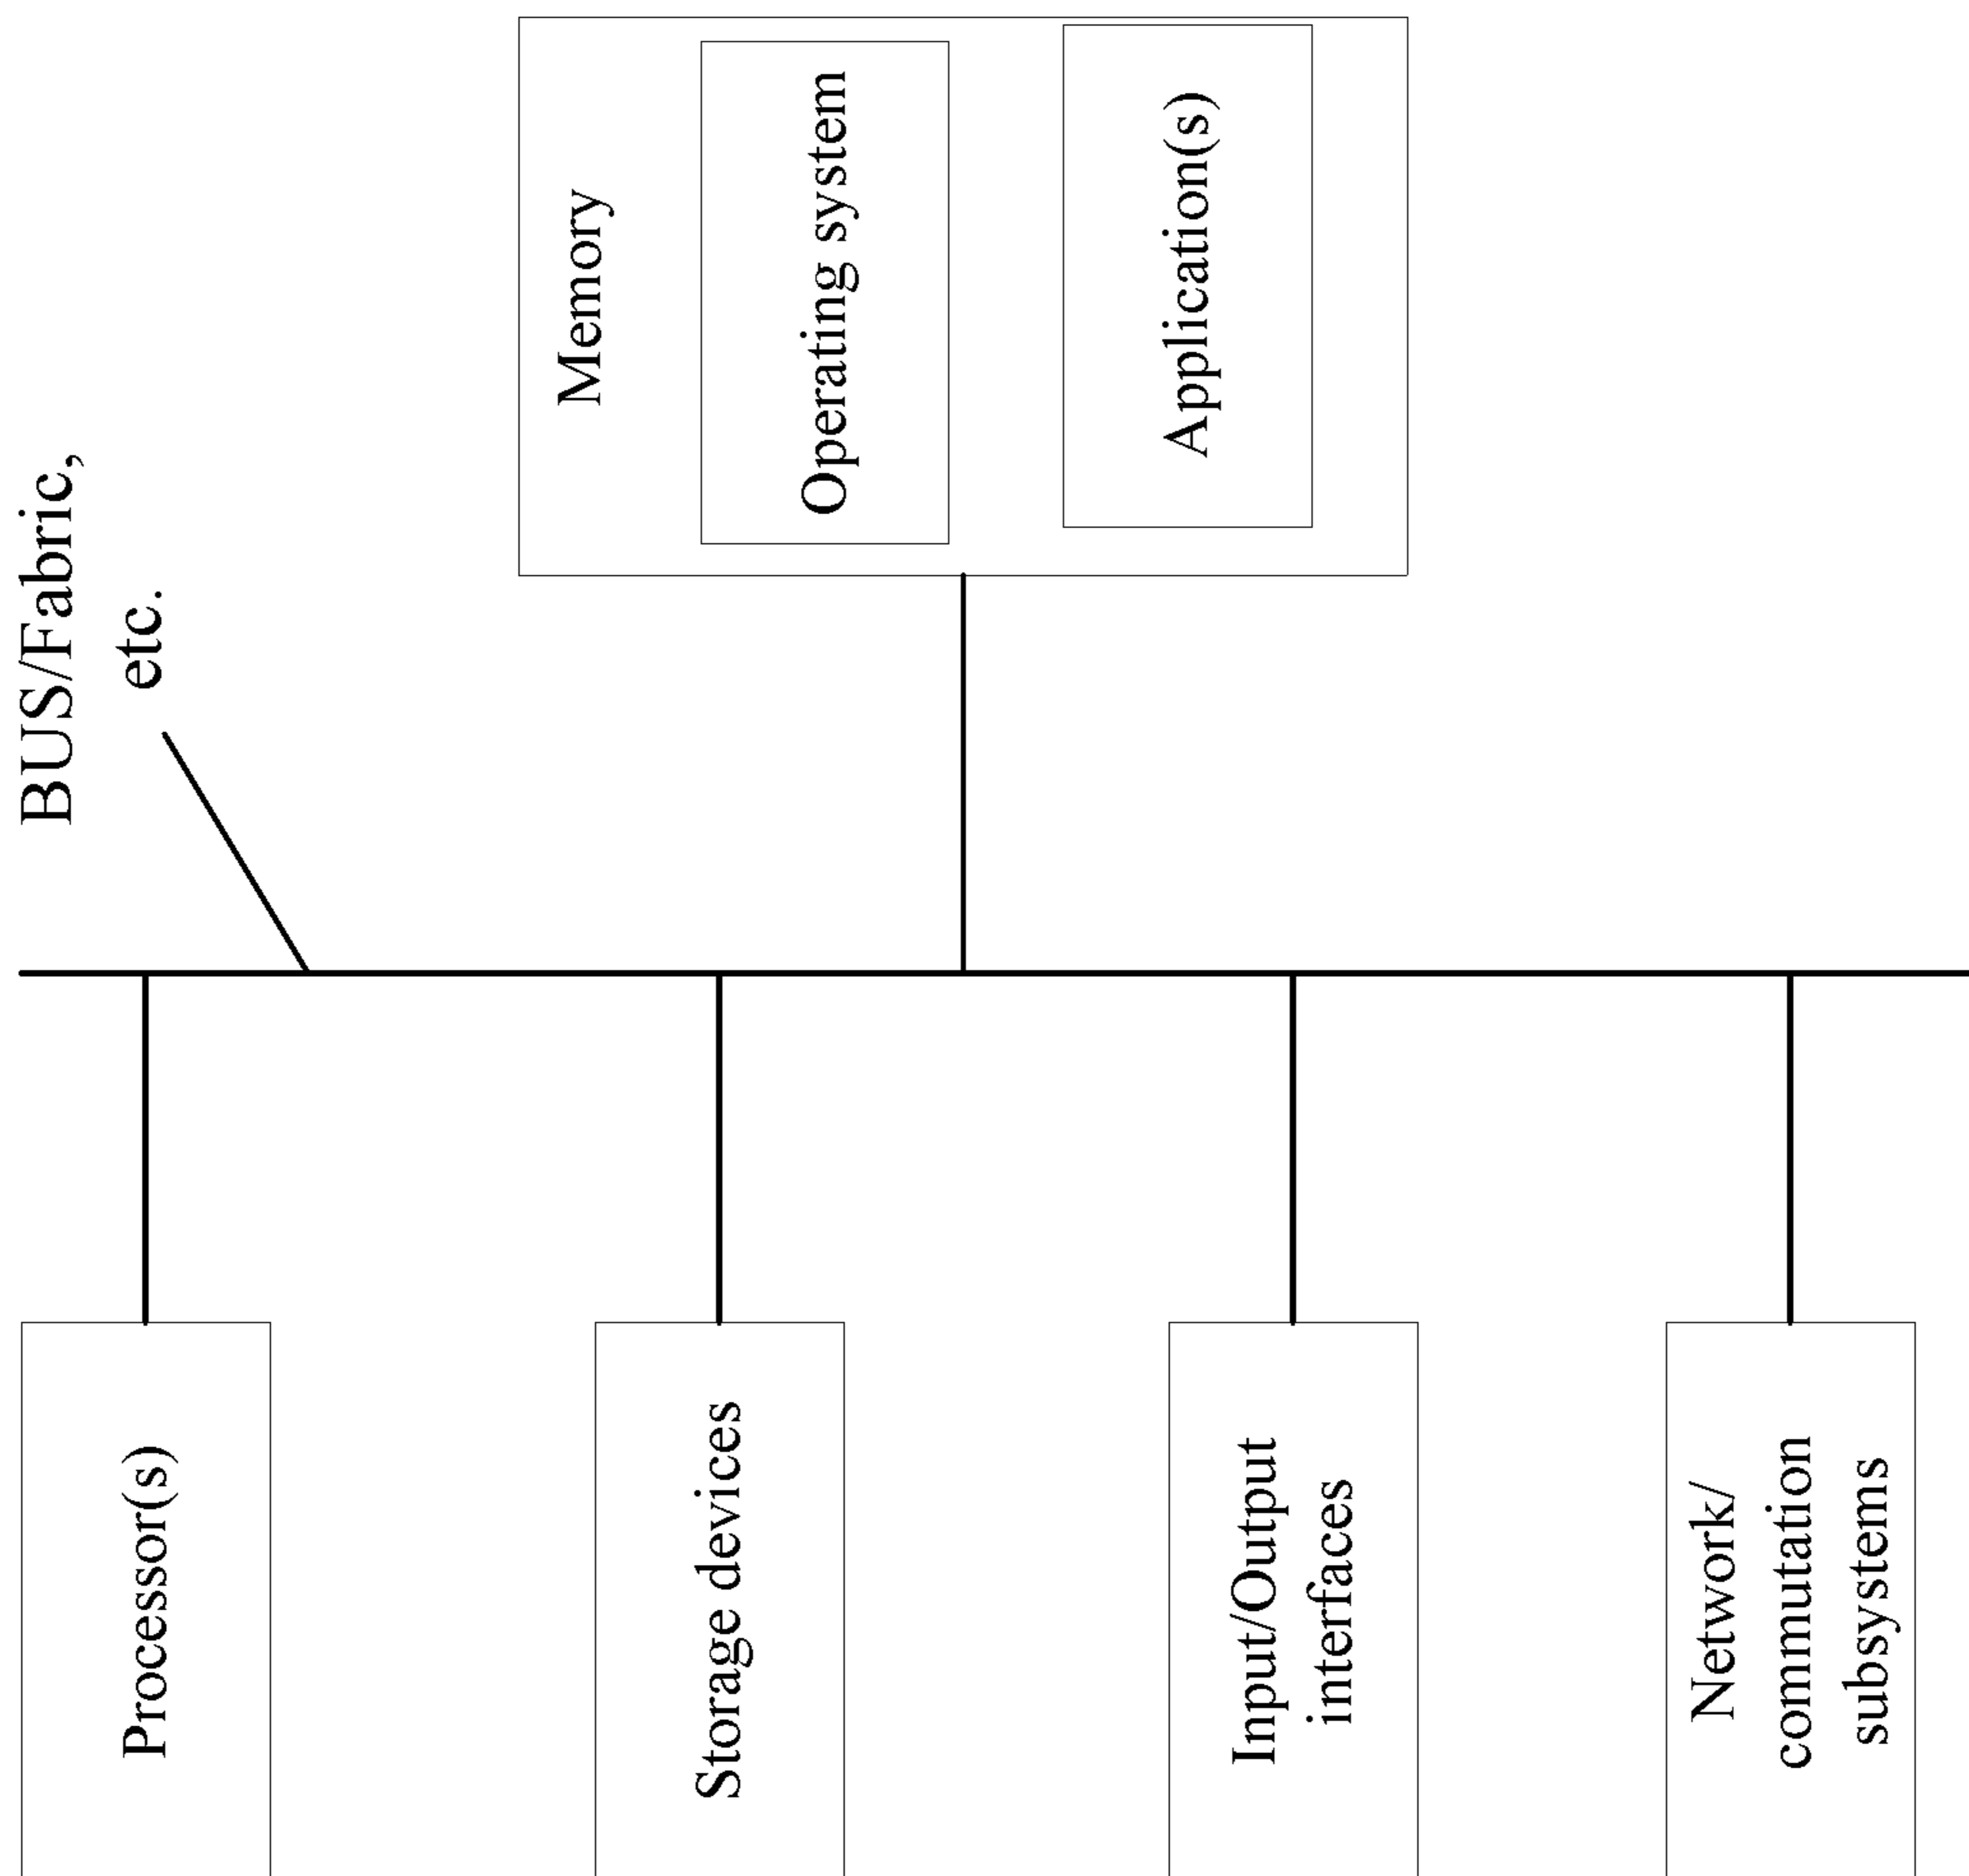 BUS/Fabric,
etc.
Processor(s)
Storage devices
Input/Output
interfaces
Network/
commutation
subsystems
Memory
Operating system
Application(s)